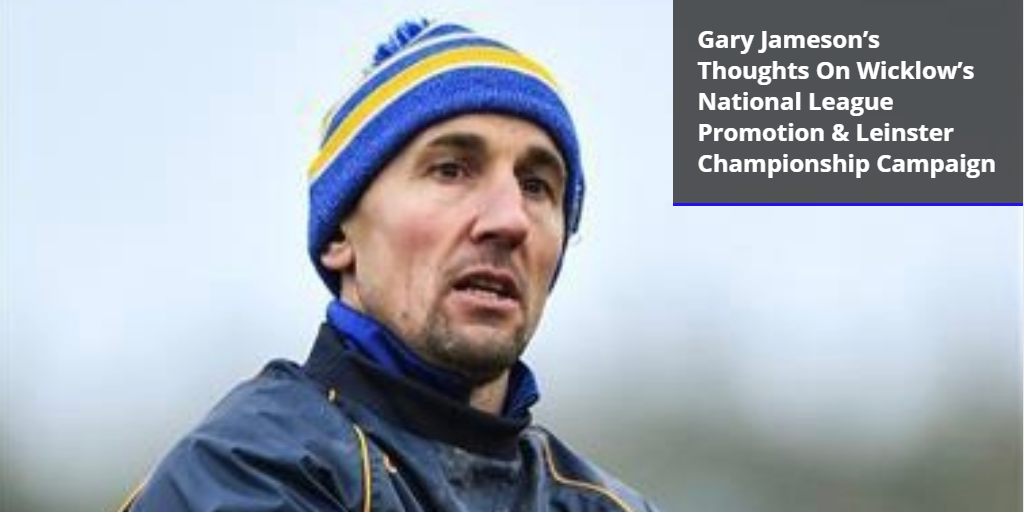 Gary Jameson’s
Thoughts On Wicklow’s
National League
Promotion & Leinster
Championship Campaign